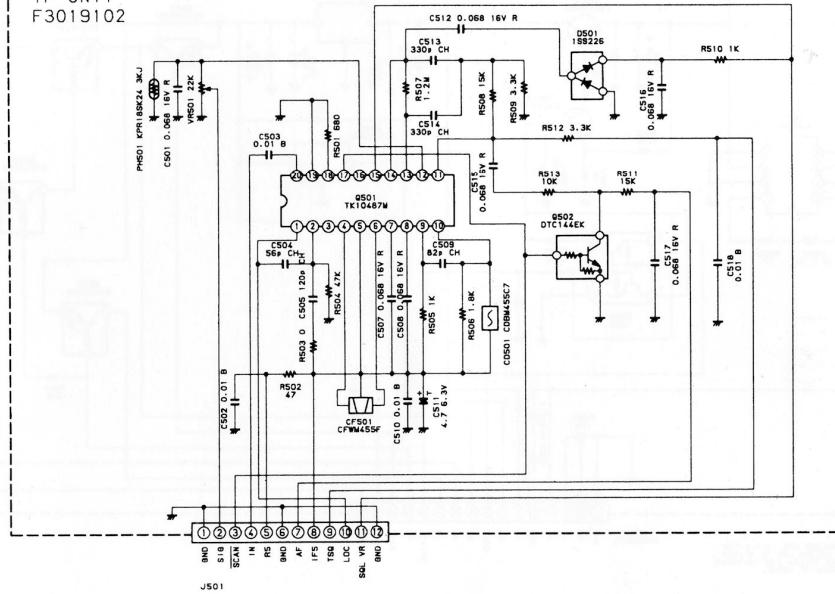 F3019102
C512 0.068 16V R
D501
1SS226
C513
330p CH
R507
1.2M
C514
330p CH
R508 15K
R509 3.3K
R510 1K
C516
0.068 16V R
R512 3.3K
PH501 KPR18SK24 3KJ
C501 0.068 16V R
VR501 22K
C503
0.01 B
R501 680
C515
0.068 16V R
R513
10K
R511
15K
20 19 18 17 16 15 14 13 12 11
Q501
TK10487M
1 2 3 4 5 6 7 8 9 10
Q502
DTC144EK
C504
56p CH
C505 120p CH
R504 47K
C507 0.068 16V R
C508 0.068 16V R
C509
82p CH
R505 1K
R506 1.8K
CD501 CDBM455C7
C517
0.068 16V R
C518
0.01 B
R503 0
R502
47
C502 0.01 B
CF501
CFWM455F
C510 0.01 B
+ T
C511
4.7 6.3V
1 2 3 4 5 6 7 8 9 10 11 12
GND
SIG
SCAN
IN
R5
GND
AF
IF5
TSQ
LOC
SQL VR
GND
J501